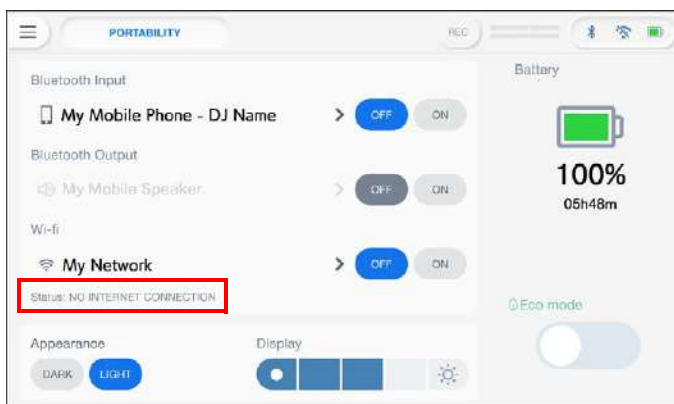 PORTABILITY
REC
Bluetooth Input
My Mobile Phone - DJ Name
OFF
ON
Bluetooth Output
My Mobile Speaker
OFF
ON
Wi-fi
My Network
OFF
ON
Status: NO INTERNET CONNECTION
Appearance
DARK
LIGHT
Display
Battery
100%
05h48m
Eco mode